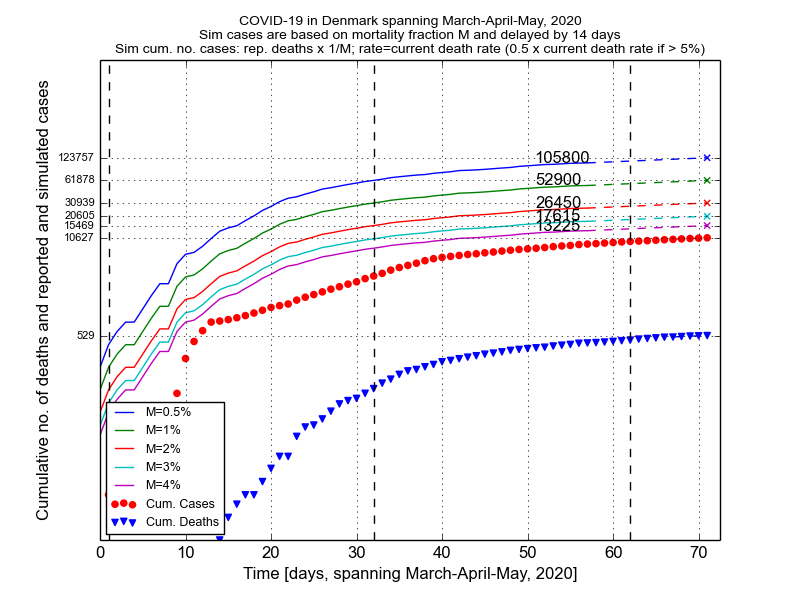 COVID-19 in Denmark spanning March-April-May, 2020
Sim cases are based on mortality fraction M and delayed by 14 days
Sim cum. no. cases: rep. deaths x 1/M; rate=current death rate (0.5 x current death rate if > 5%)
Cumulative no. of deaths and reported and simulated cases
123757
61878
30939
20605
15469
10627
529
105800
52900
26450
17615
13225
M=0.5%
M=1%
M=2%
M=3%
M=4%
Cum. Cases
Cum. Deaths
0 10 20 30 40 50 60 70
Time [days, spanning March-April-May, 2020]